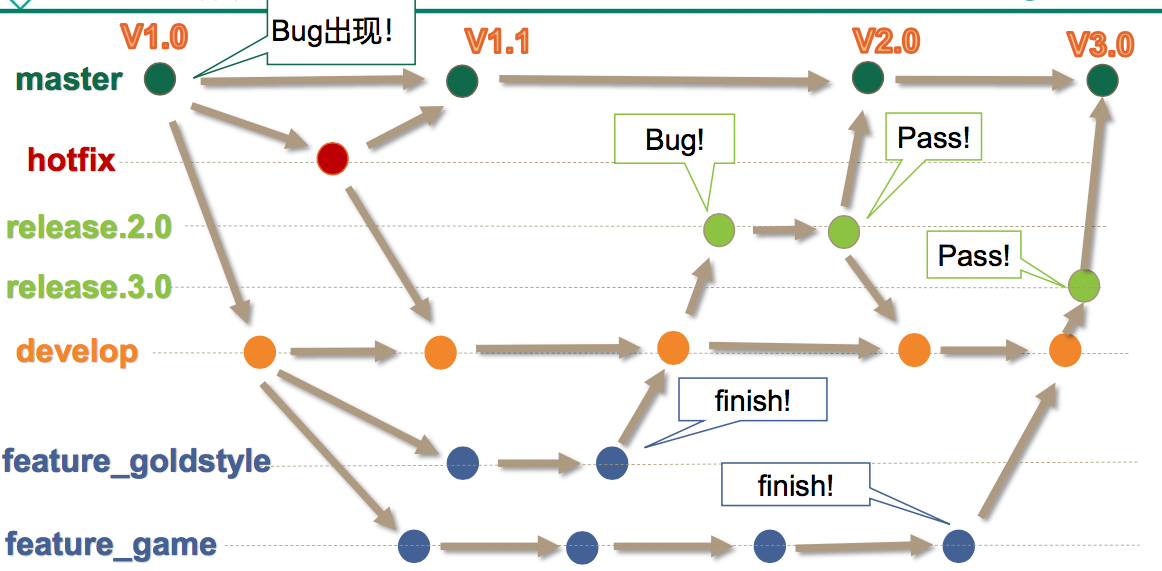 Bug出现！
V1.0
V1.1
V2.0
V3.0
master
Bug!
Pass!
hotfix
release.2.0
Pass!
release.3.0
develop
finish!
feature_goldstyle
finish!
feature_game